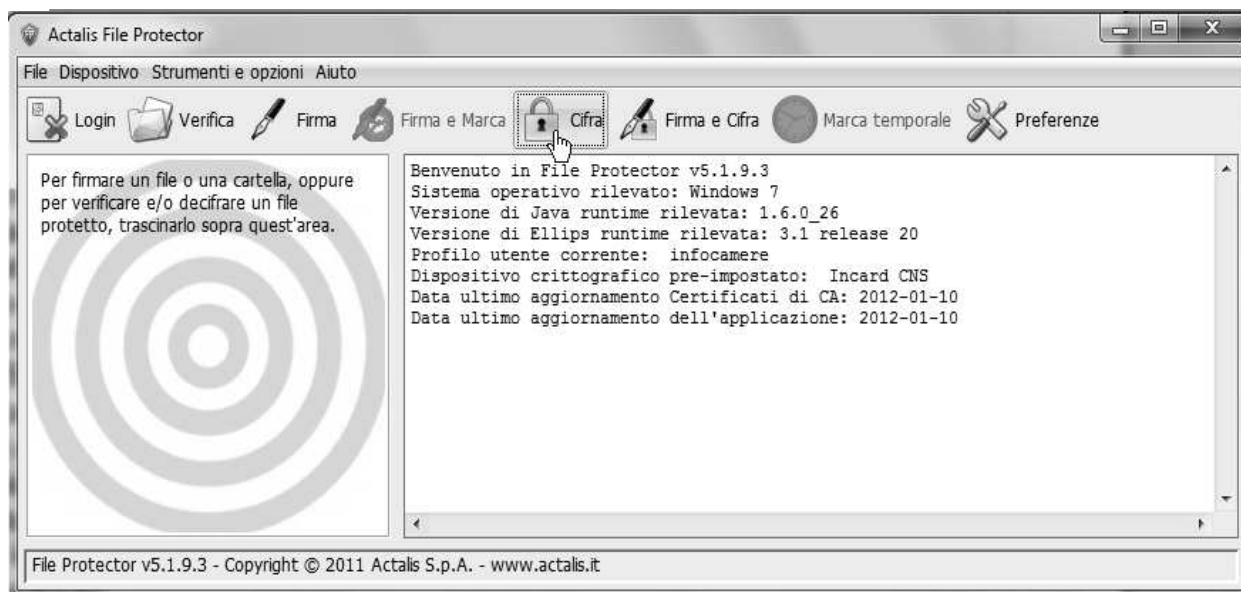 Actalis File Protector
File Dispositivo Strumenti e opzioni Aiuto
Login Verifica Firma Firma e Marca Cifra Firma e Cifra Marca temporale Preferenze
Per firmare un file o una cartella, oppure
per verificare e/o decifrare un file
protetto, trascinarlo sopra quest'area.
Benvenuto in File Protector v5.1.9.3
Sistema operativo rilevato: Windows 7
Versione di Java runtime rilevata: 1.6.0_26
Versione di Ellips runtime rilevata: 3.1 release 20
Profilo utente corrente:  infocamere
Dispositivo crittografico pre-impostato:  Incard CNS
Data ultimo aggiornamento Certificati di CA: 2012-01-10
Data ultimo aggiornamento dell'applicazione: 2012-01-10
File Protector v5.1.9.3 - Copyright © 2011 Actalis S.p.A. - www.actalis.it